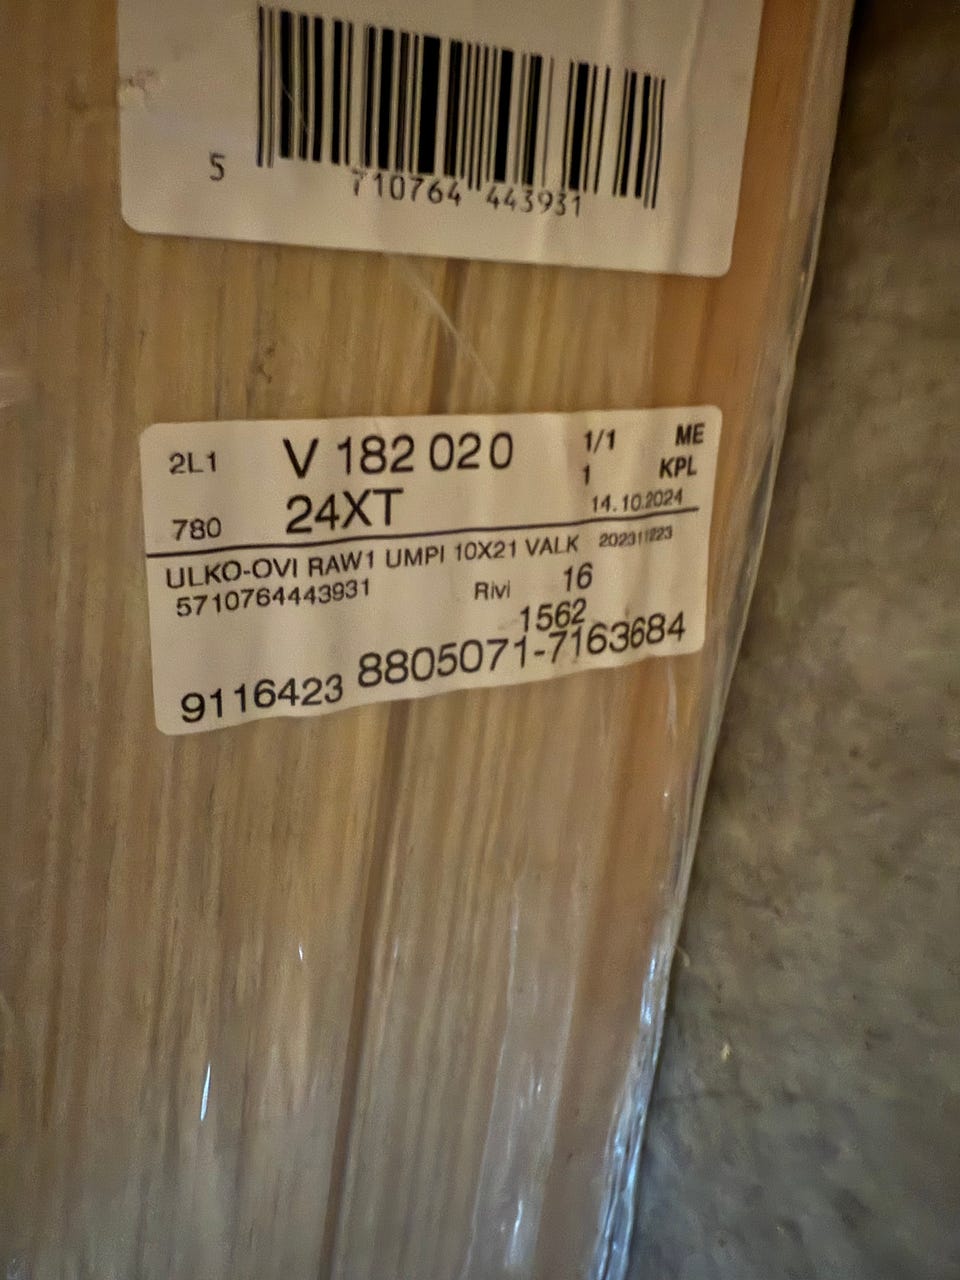 5 710764 443931
2L1 V 182 020 1/1 ME
1 KPL
780 24XT 14.10.2024
ULKO-OVI RAW1 UMPI 10X21 VALK 202311223
5710764443931 Rivi 16
1562
9116423 8805071-7163684